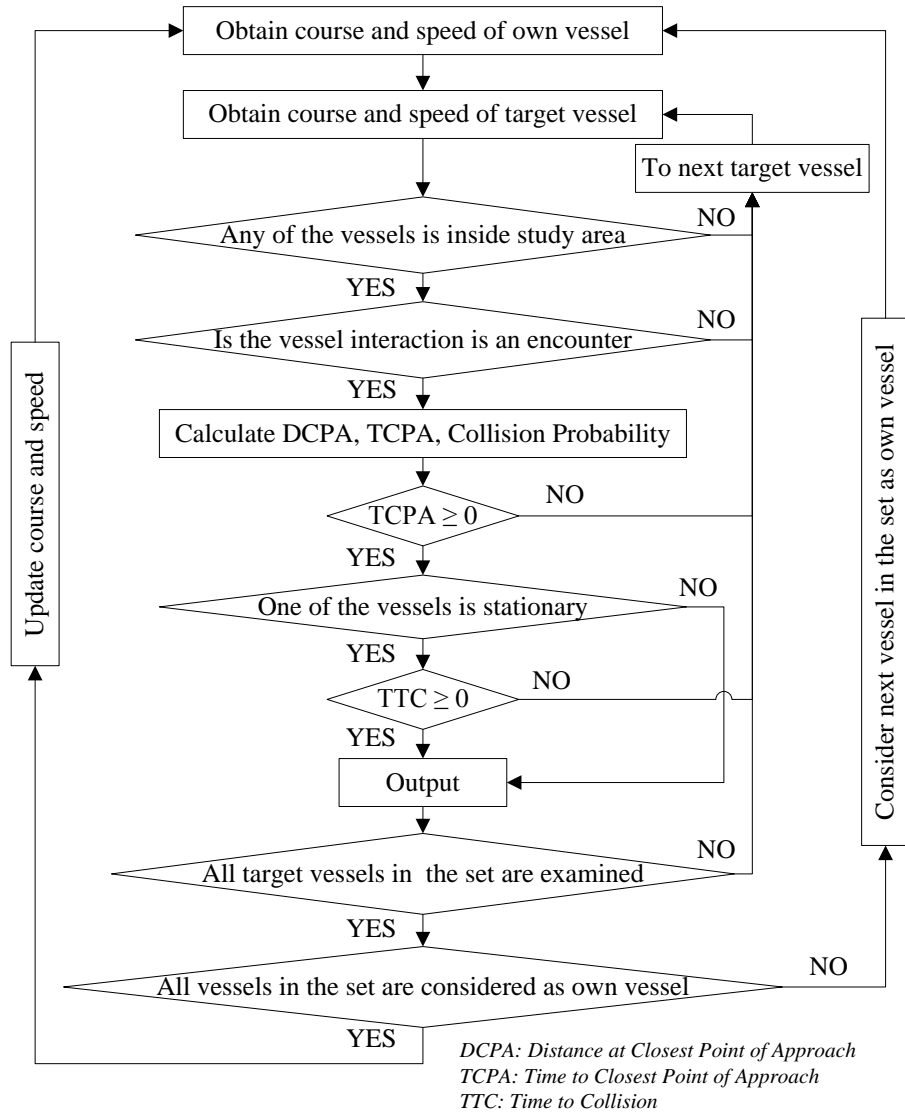 Obtain course and speed of own vessel
Obtain course and speed of target vessel
To next target vessel
Any of the vessels is inside study area
NO
YES
Is the vessel interaction is an encounter
NO
YES
Calculate DCPA, TCPA, Collision Probability
TCPA ≥ 0
NO
YES
One of the vessels is stationary
NO
YES
TTC ≥ 0
NO
YES
Output
All target vessels in the set are examined
NO
YES
All vessels in the set are considered as own vessel
NO
YES
Update course and speed
Consider next vessel in the set as own vessel
DCPA: Distance at Closest Point of Approach
TCPA: Time to Closest Point of Approach
TTC: Time to Collision